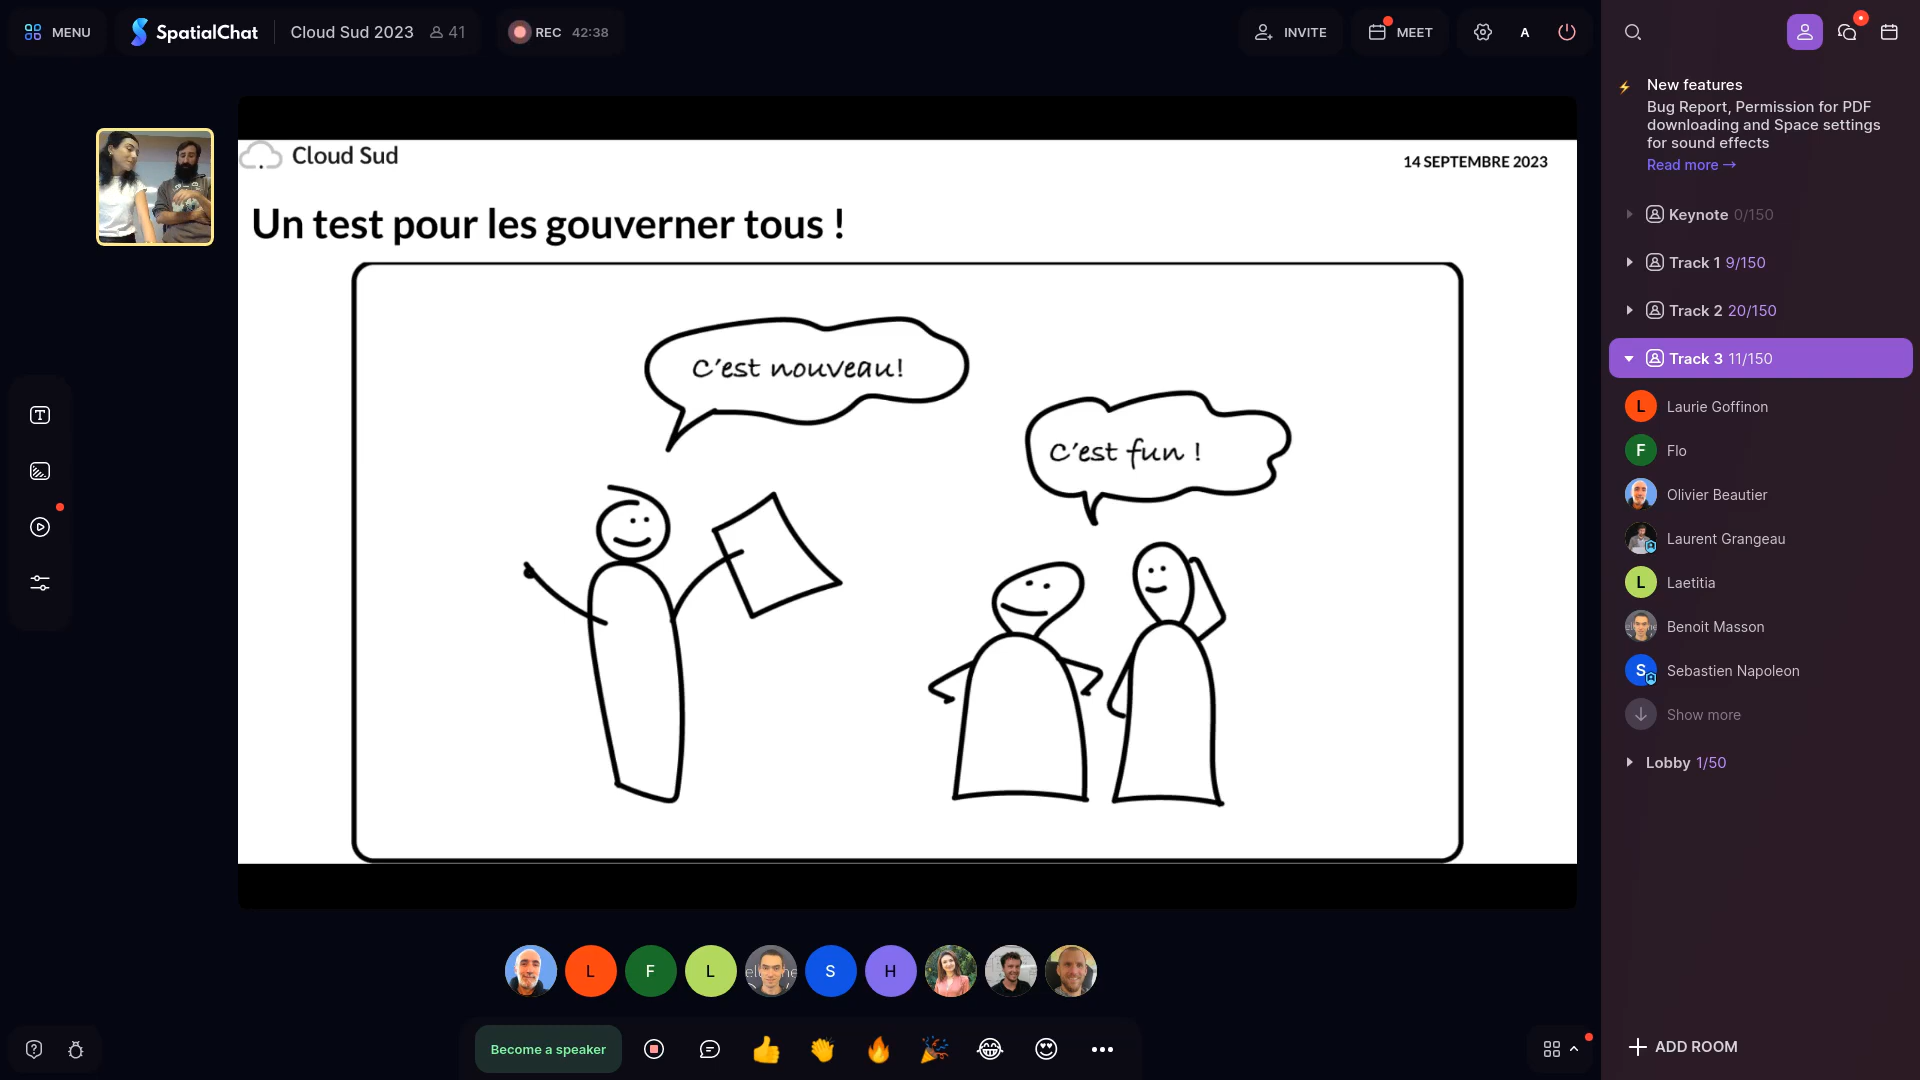 MENU
SpatialChat
Cloud Sud 2023
41
REC 42:38
INVITE
MEET
A
Cloud Sud
14 SEPTEMBRE 2023
Un test pour les gouverner tous !
C'est nouveau!
C'est fun !
L
F
L
S
H
Become a speaker
New features
Bug Report, Permission for PDF
downloading and Space settings
for sound effects
Read more →
Keynote 0/150
Track 1 9/150
Track 2 20/150
Track 3 11/150
L Laurie Goffinon
F Flo
Olivier Beautier
Laurent Grangeau
L Laetitia
Benoit Masson
S Sebastien Napoleon
Show more
Lobby 1/50
ADD ROOM